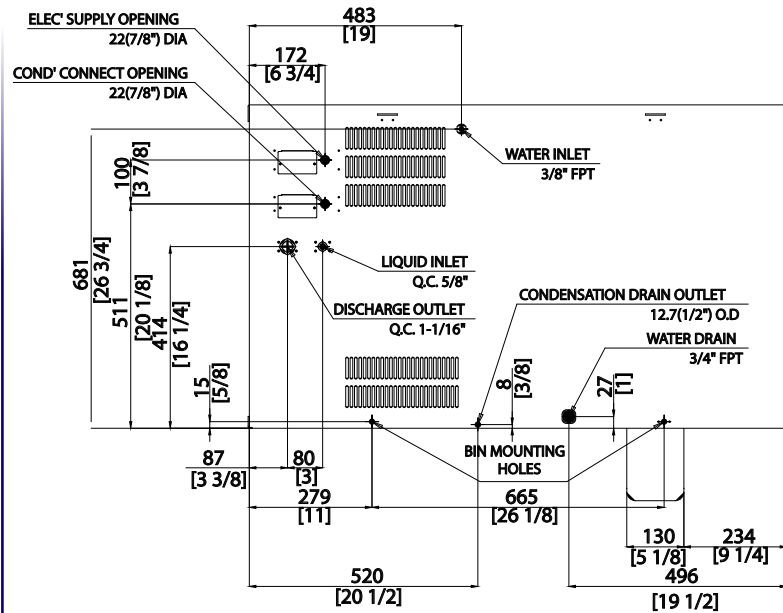 ELEC' SUPPLY OPENING
22(7/8") DIA
483
[19]
172
[6 3/4]
COND' CONNECT OPENING
22(7/8") DIA
WATER INLET
3/8" FPT
100
[3 7/8]
681
[26 3/4]
511
[20 1/8]
414
[16 1/4]
LIQUID INLET
Q.C. 5/8"
DISCHARGE OUTLET
Q.C. 1-1/16"
CONDENSATION DRAIN OUTLET
12.7(1/2") O.D
WATER DRAIN
3/4" FPT
15
[5/8]
8
[3/8]
27
[1]
BIN MOUNTING
HOLES
87
[3 3/8]
80
[3]
279
[11]
665
[26 1/8]
130
[5 1/8]
234
[9 1/4]
520
[20 1/2]
496
[19 1/2]